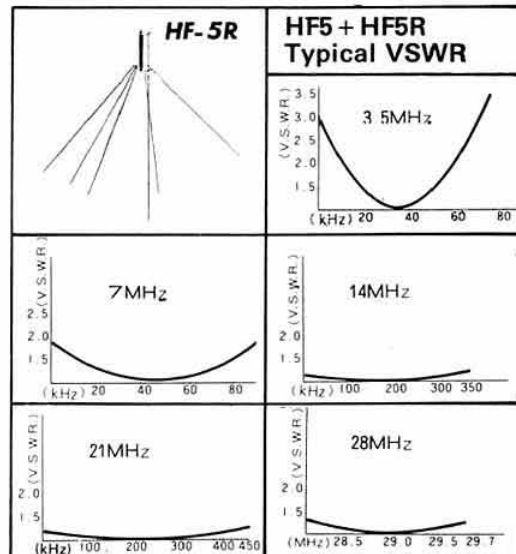 HF-5R
HF5 + HF5R
Typical VSWR
(V.S.W.R.)
3.5
3.0
2.5
2.0
1.5
3.5MHz
(kHz) 20 40 60 80
(V.S.W.R.)
2.5
2.0
1.5
7MHz
(kHz) 20 40 60 80
(V.S.W.R.)
2.0
1.5
14MHz
(kHz) 100 200 300 350
(V.S.W.R.)
2.0
1.5
21MHz
(kHz) 100 200 300 400 450
(V.S.W.R.)
2.0
1.5
28MHz
(MHz) 28.5 29.0 29.5 29.7